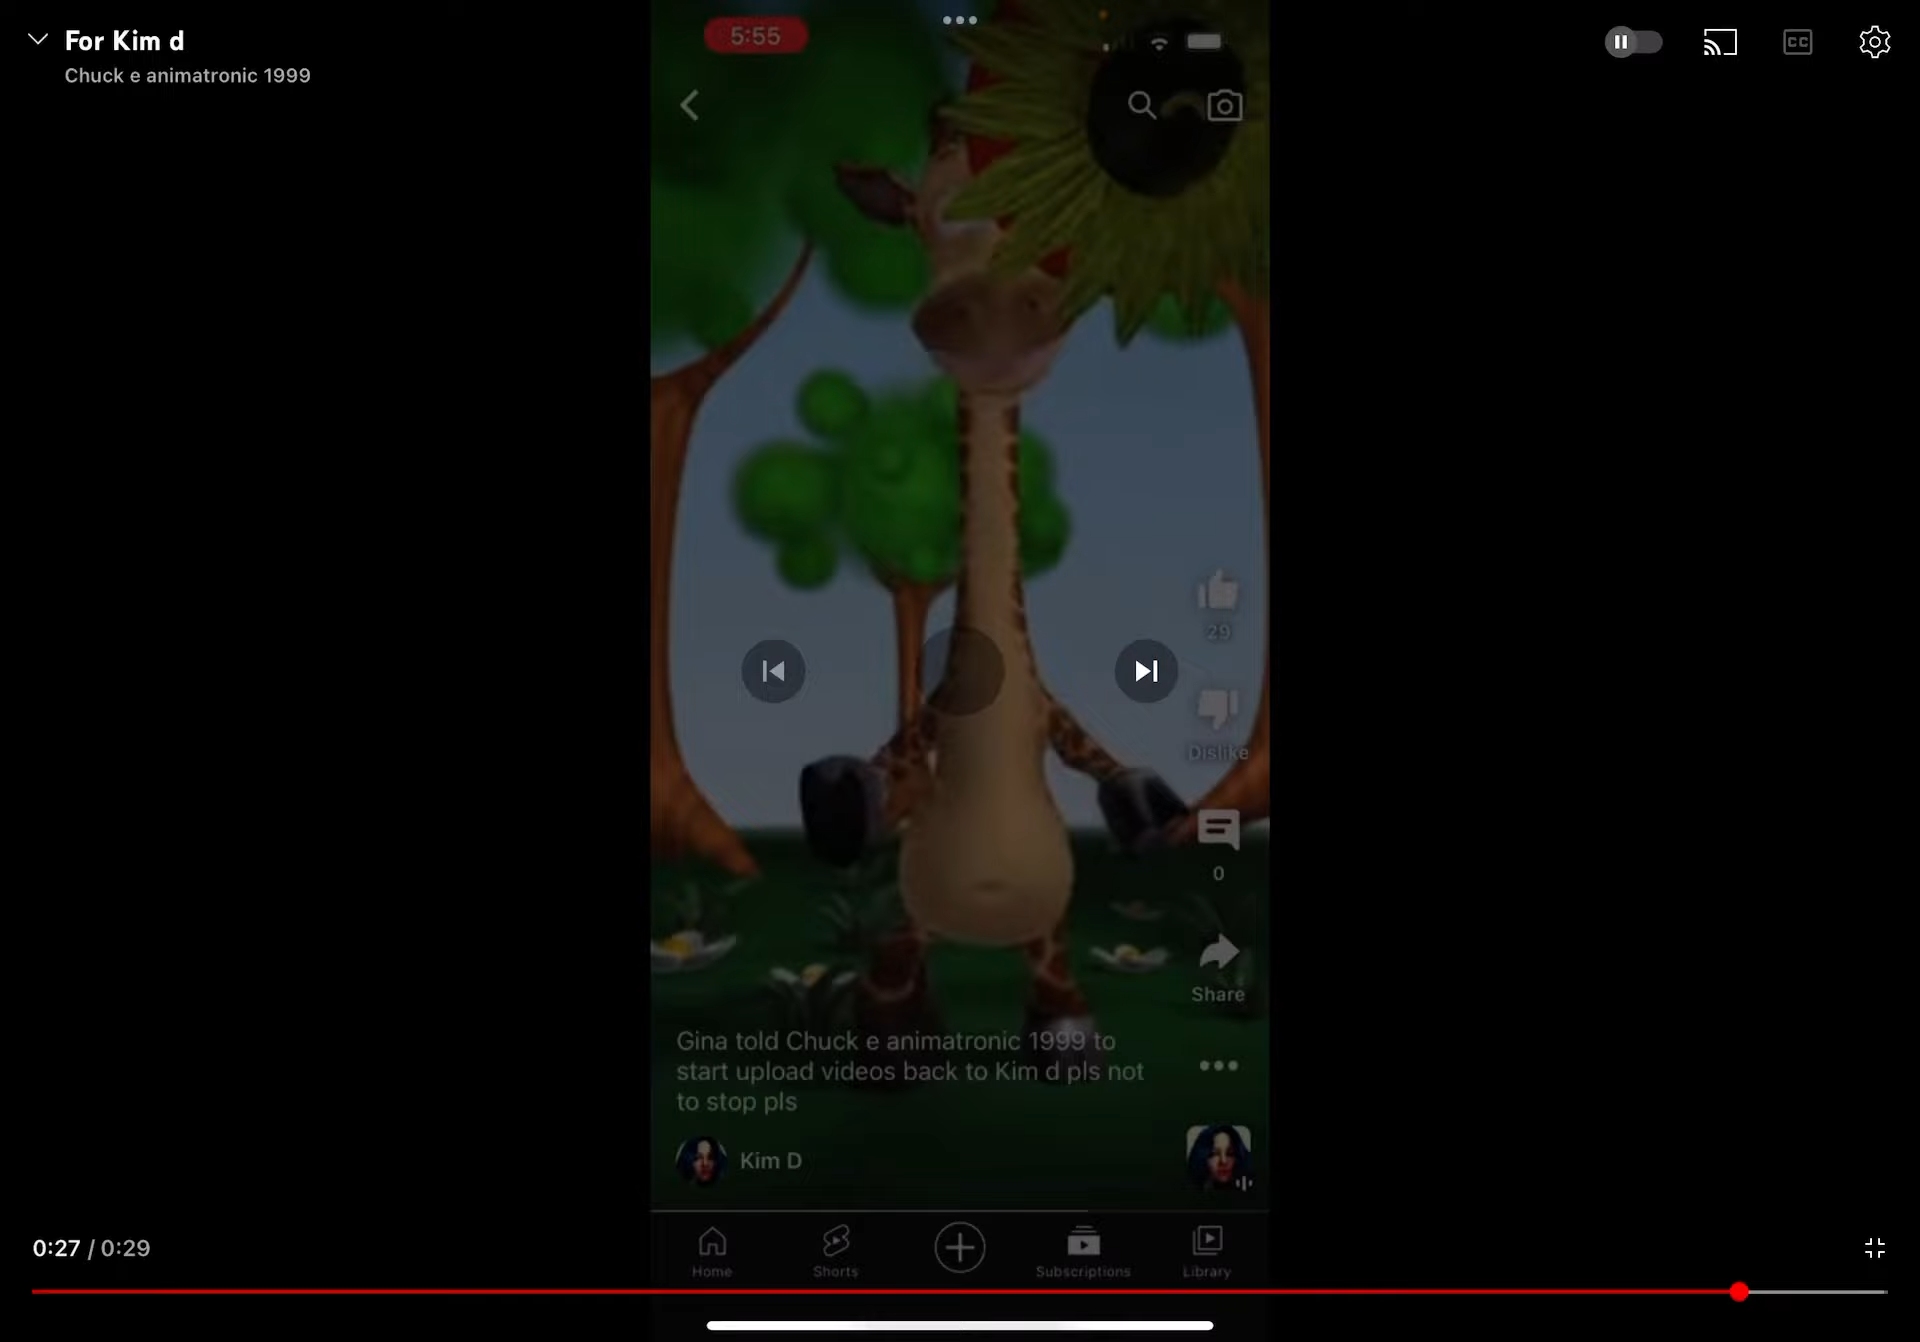 For Kim d
Chuck e animatronic 1999
5:55
CC
29
Dislike
0
Share
Gina told Chuck e animatronic 1999 to
start upload videos back to Kim d pls not
to stop pls
Kim D
0:27 / 0:29
Home
Shorts
Subscriptions
Library